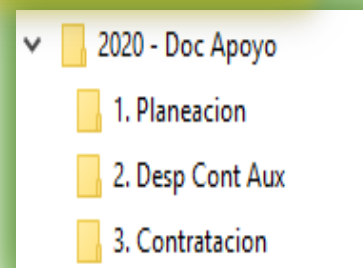 2020 - Doc Apoyo
1. Planeacion
2. Desp Cont Aux
3. Contratacion